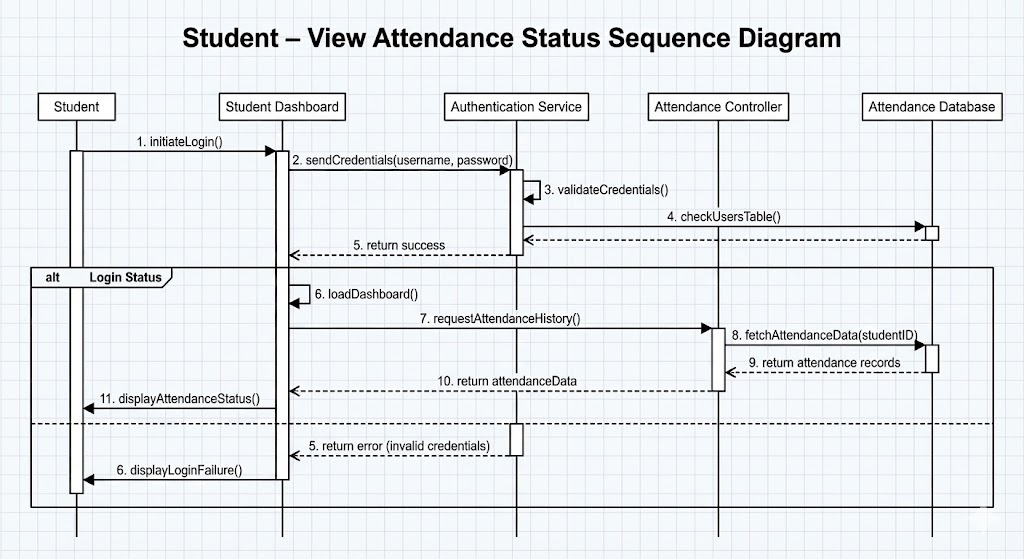 Student – View Attendance Status Sequence Diagram
Student
Student Dashboard
Authentication Service
Attendance Controller
Attendance Database
1. initiateLogin()
2. sendCredentials(username, password)
3. validateCredentials()
4. checkUsersTable()
5. return success
alt
Login Status
6. loadDashboard()
7. requestAttendanceHistory()
8. fetchAttendanceData(studentID)
9. return attendance records
10. return attendanceData
11. displayAttendanceStatus()
5. return error (invalid credentials)
6. displayLoginFailure()